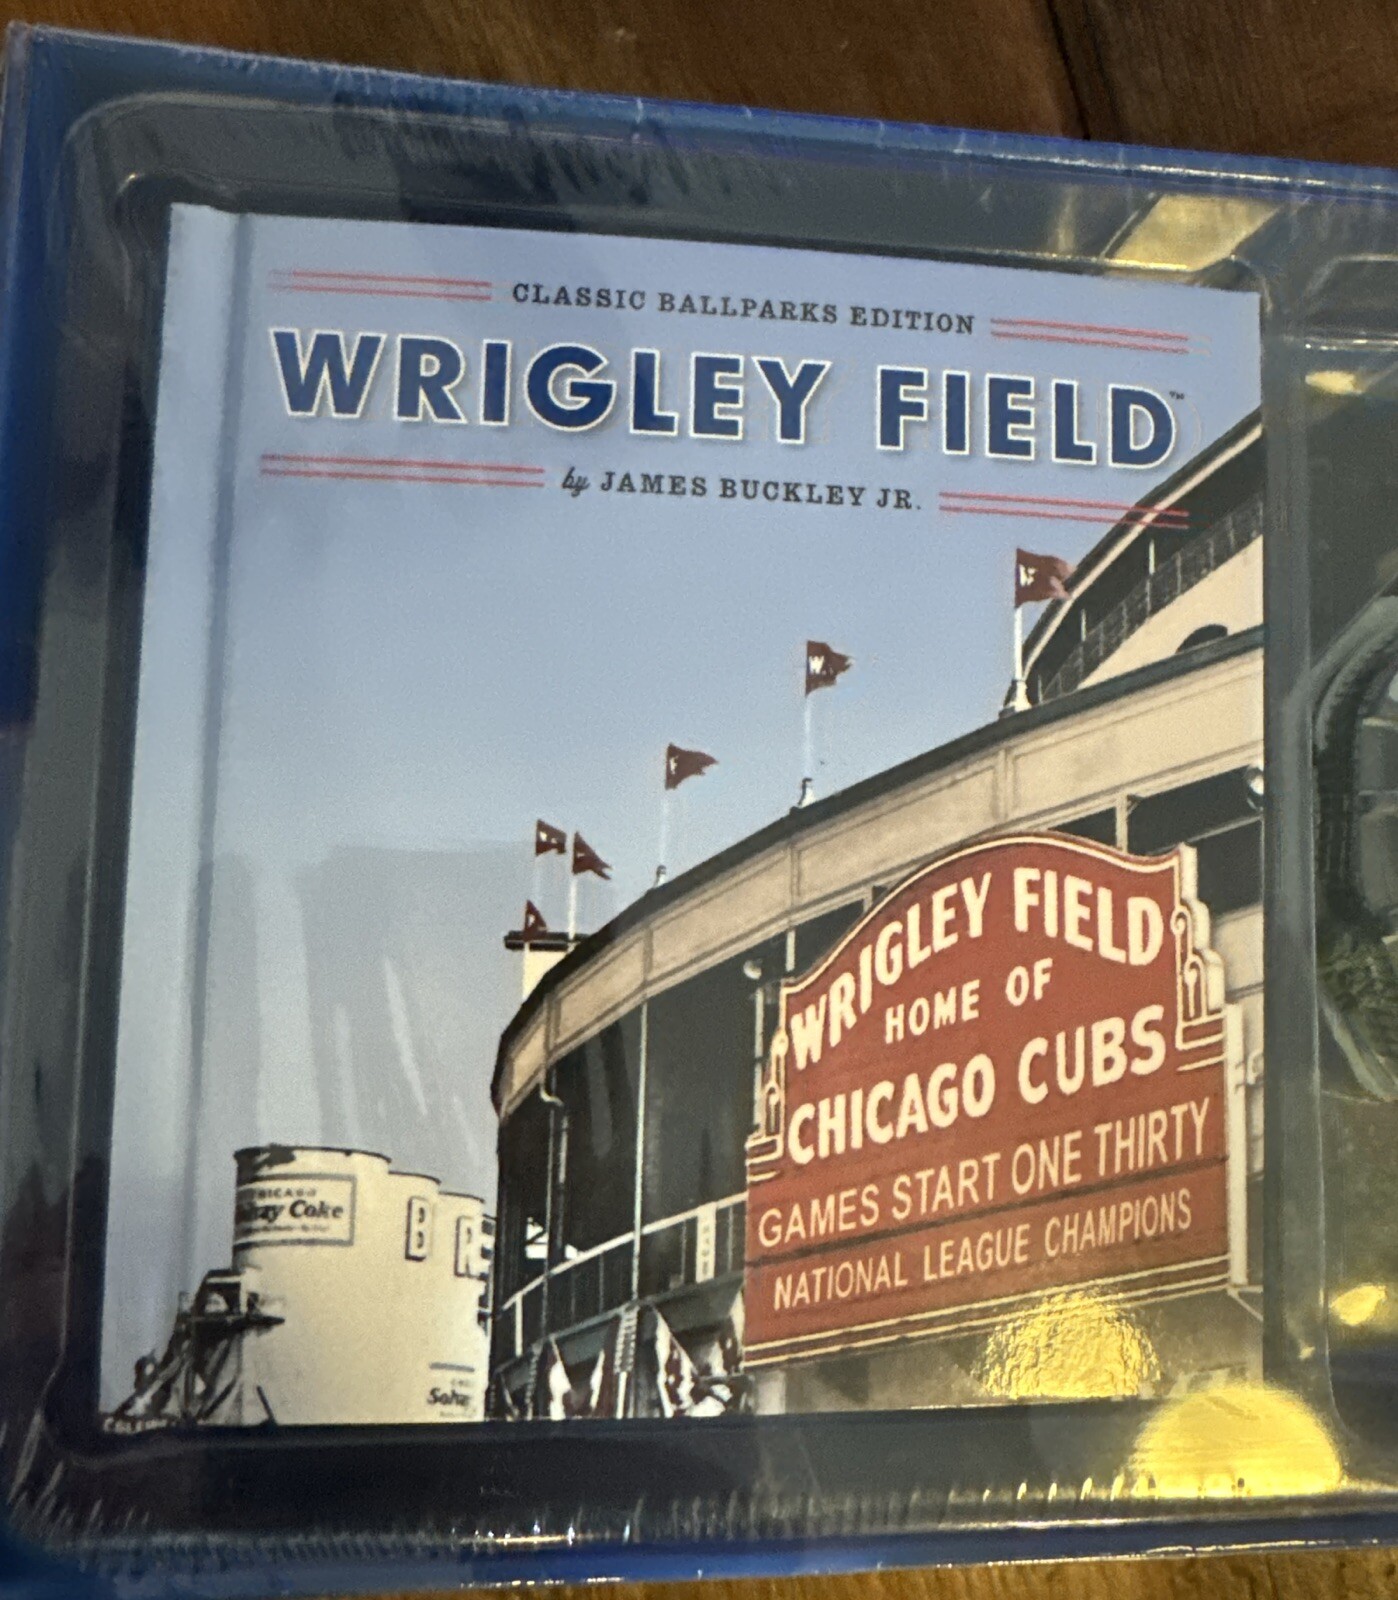 CLASSIC BALLPARKS EDITION
WRIGLEY FIELD™
by JAMES BUCKLEY JR.
W
W
WRIGLEY FIELD
HOME OF
CHICAGO CUBS
GAMES START ONE THIRTY
NATIONAL LEAGUE CHAMPIONS
Coke